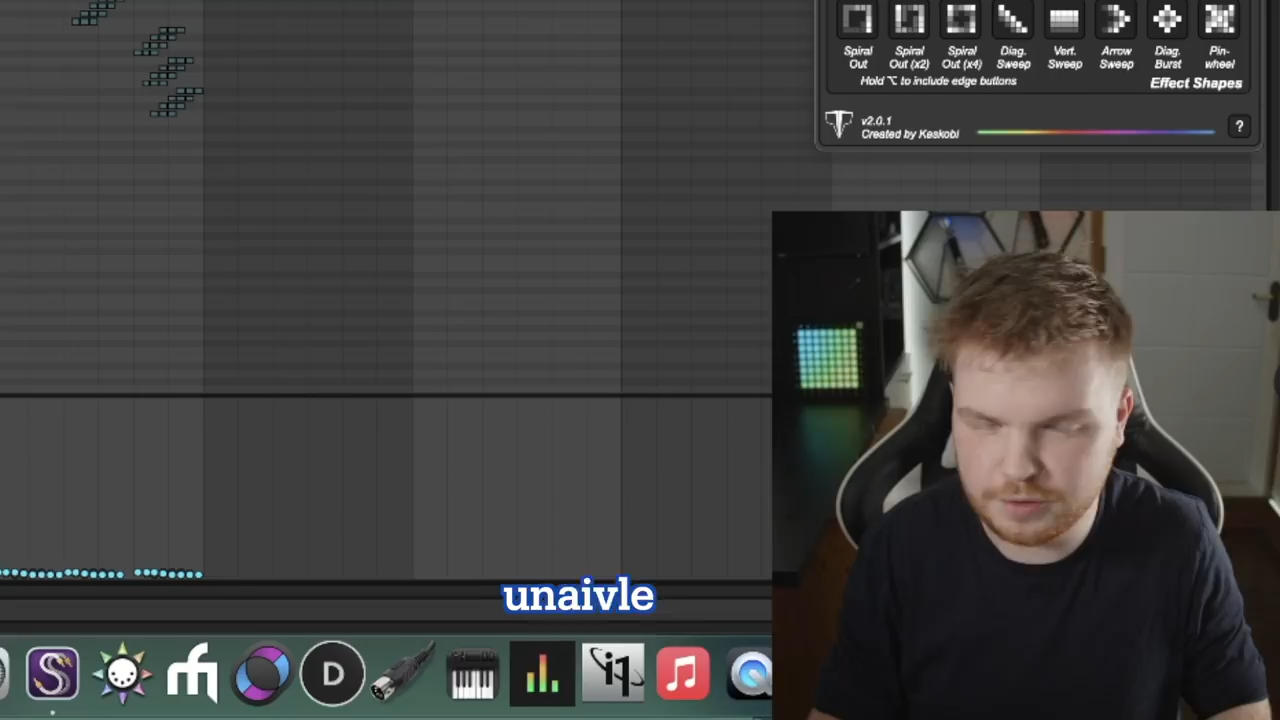 Spiral Out
Spiral Out (x2)
Spiral Out (x4)
Diag. Sweep
Vert. Sweep
Arrow Sweep
Diag. Burst
Pin- wheel
Hold ⌥ to include edge buttons
Effect Shapes
v2.0.1
Created by Kaskobi
?
unaivle
D